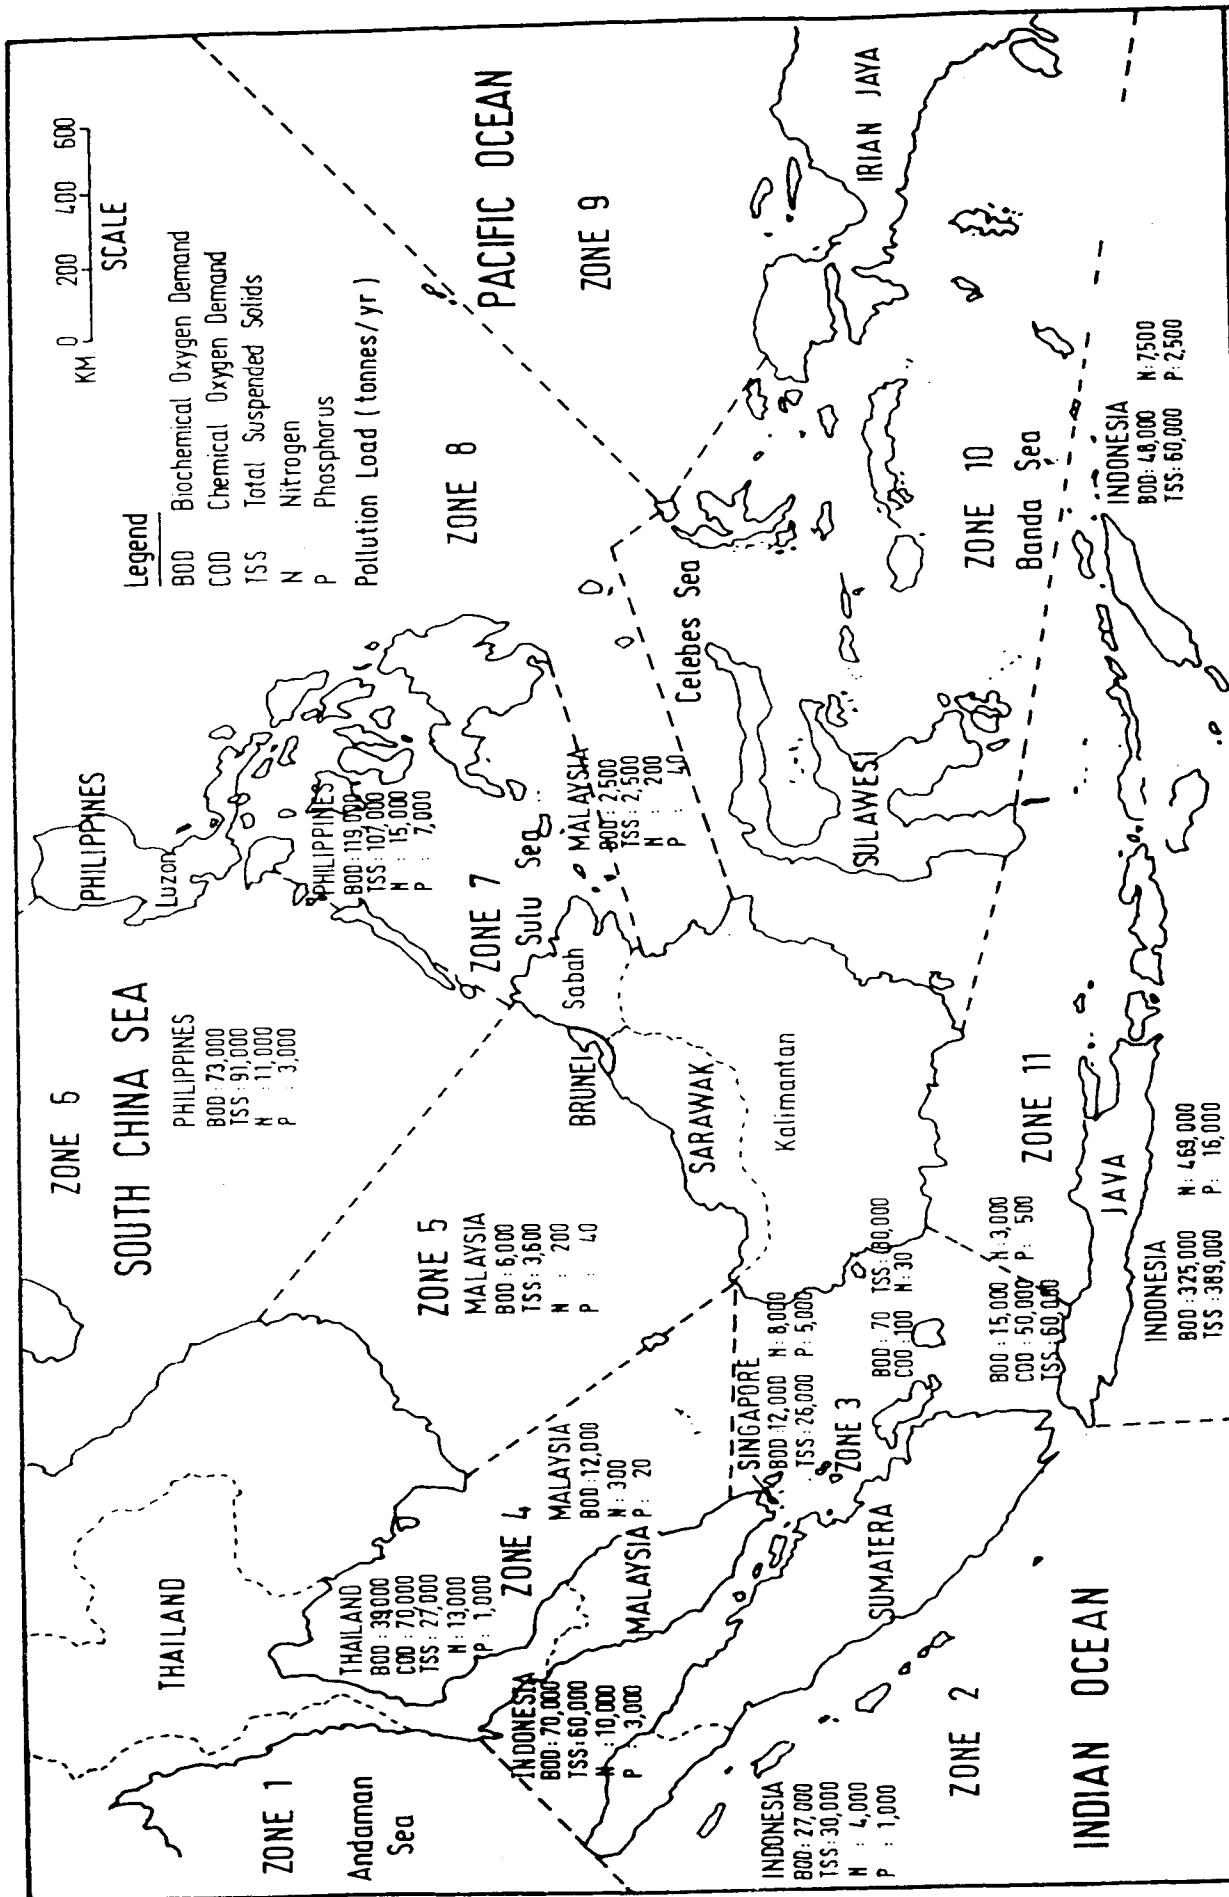 ZONE 6
SOUTH CHINA SEA
PHILIPPINES
BOD : 73,000
TSS : 91,000
N : 11,000
P : 3,000
PHILIPPINES
Luzon
KM 0 200 400 600
SCALE
Legend
BOD Biochemical Oxygen Demand
COD Chemical Oxygen Demand
TSS Total Suspended Solids
N Nitrogen
P Phosphorus
Pollution Load ( tonnes/yr )
THAILAND
ZONE 1
Andaman
Sea
THAILAND
BOD : 39,000
COD : 70,000
TSS : 27,000
N : 13,000
P : 1,000
ZONE 4
MALAYSIA
BOD : 12,000
N : 300
P : 20
MALAYSIA
ZONE 5
MALAYSIA
BOD : 6,000
TSS : 3,600
N : 200
P : 40
PHILIPPINES
BOD : 119,000
TSS : 107,000
N : 15,000
P : 7,000
ZONE 7
Sulu Sea
ZONE 8
PACIFIC OCEAN
ZONE 9
BRUNEI
Sabah
MALAYSIA
BOD : 2,500
TSS : 2,500
N : 200
P : 40
SARAWAK
Kalimantan
Celebes Sea
SULAWESI
IRIAN JAYA
INDONESIA
BOD : 70,000
TSS : 60,000
N : 10,000
P : 3,000
SINGAPORE
BOD : 12,000 N : 8,000
TSS : 26,000 P : 5,000
ZONE 3
BOD : 70 TSS : 80,000
COD : 100 N : 30
SUMATERA
INDONESIA
BOD : 27,000
TSS : 30,000
N : 4,000
P : 1,000
ZONE 2
INDIAN OCEAN
BOD : 15,000 N : 3,000
COD : 50,000 P : 500
TSS : 60,000
ZONE 11
JAVA
INDONESIA
BOD : 325,000 N : 469,000
TSS : 389,000 P : 16,000
ZONE 10
Banda Sea
INDONESIA
BOD : 48,000 N : 7,500
TSS : 60,000 P : 2,500